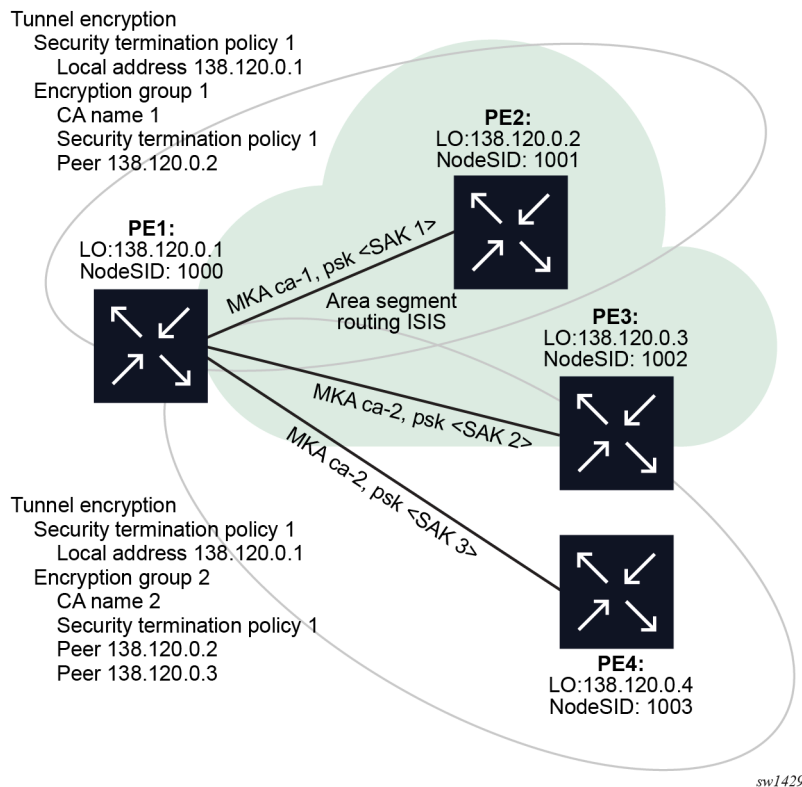 Tunnel encryption
Security termination policy 1
Local address 138.120.0.1
Encryption group 1
CA name 1
Security termination policy 1
Peer 138.120.0.2
PE2:
LO:138.120.0.2
NodeSID: 1001
PE1:
LO:138.120.0.1
NodeSID: 1000
MKA ca-1, psk <SAK 1>
Area segment
routing ISIS
PE3:
LO:138.120.0.3
NodeSID: 1002
MKA ca-2, psk <SAK 2>
MKA ca-2, psk <SAK 3>
Tunnel encryption
Security termination policy 1
Local address 138.120.0.1
Encryption group 2
CA name 2
Security termination policy 1
Peer 138.120.0.2
Peer 138.120.0.3
PE4:
LO:138.120.0.4
NodeSID: 1003
sw1429